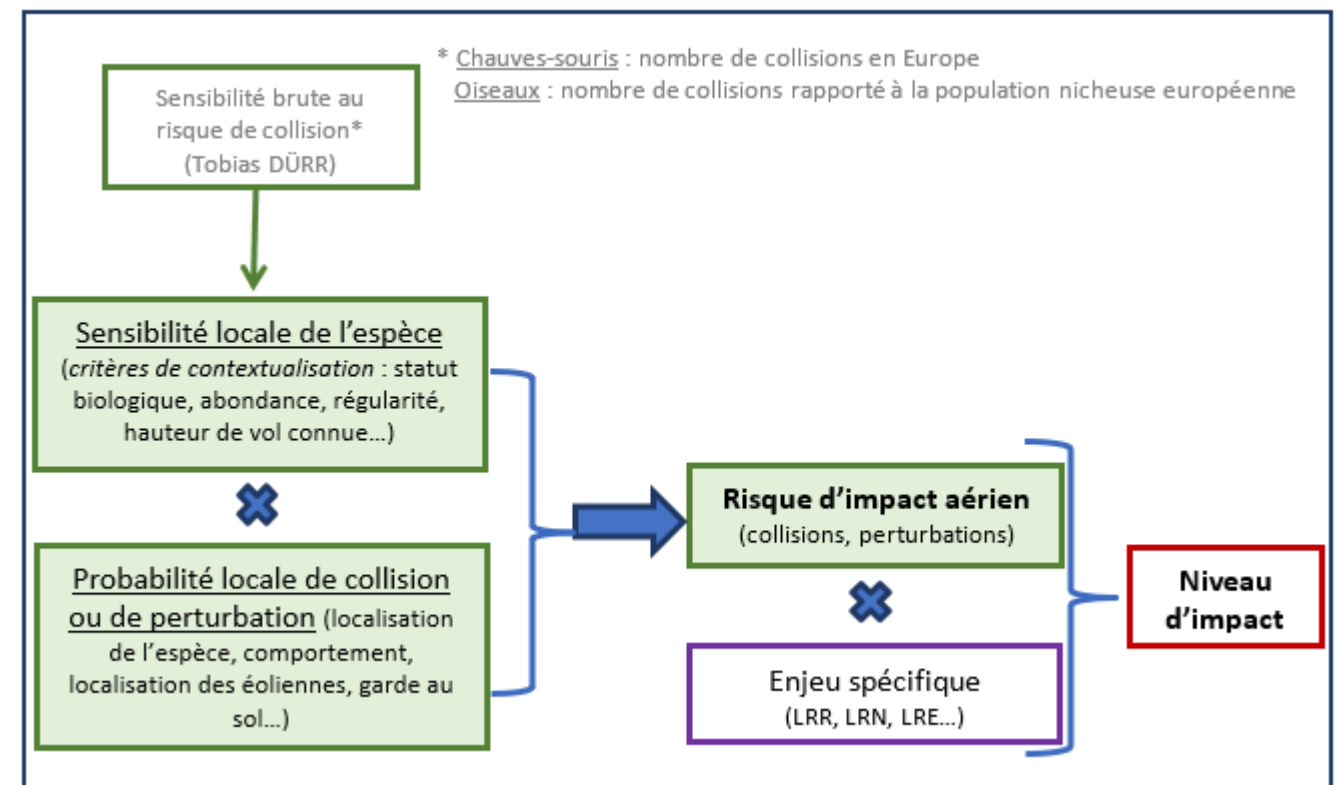 * Chauves-souris : nombre de collisions en Europe
Oiseaux : nombre de collisions rapporté à la population nicheuse européenne
Sensibilité brute au
risque de collision*
(Tobias DÜRR)
Sensibilité locale de l'espèce
(critères de contextualisation : statut
biologique, abondance, régularité,
hauteur de vol connue...)
Probabilité locale de collision
ou de perturbation (localisation
de l'espèce, comportement,
localisation des éoliennes, garde au
sol...)
Risque d'impact aérien
(collisions, perturbations)
Enjeu spécifique
(LRR, LRN, LRE...)
Niveau
d'impact